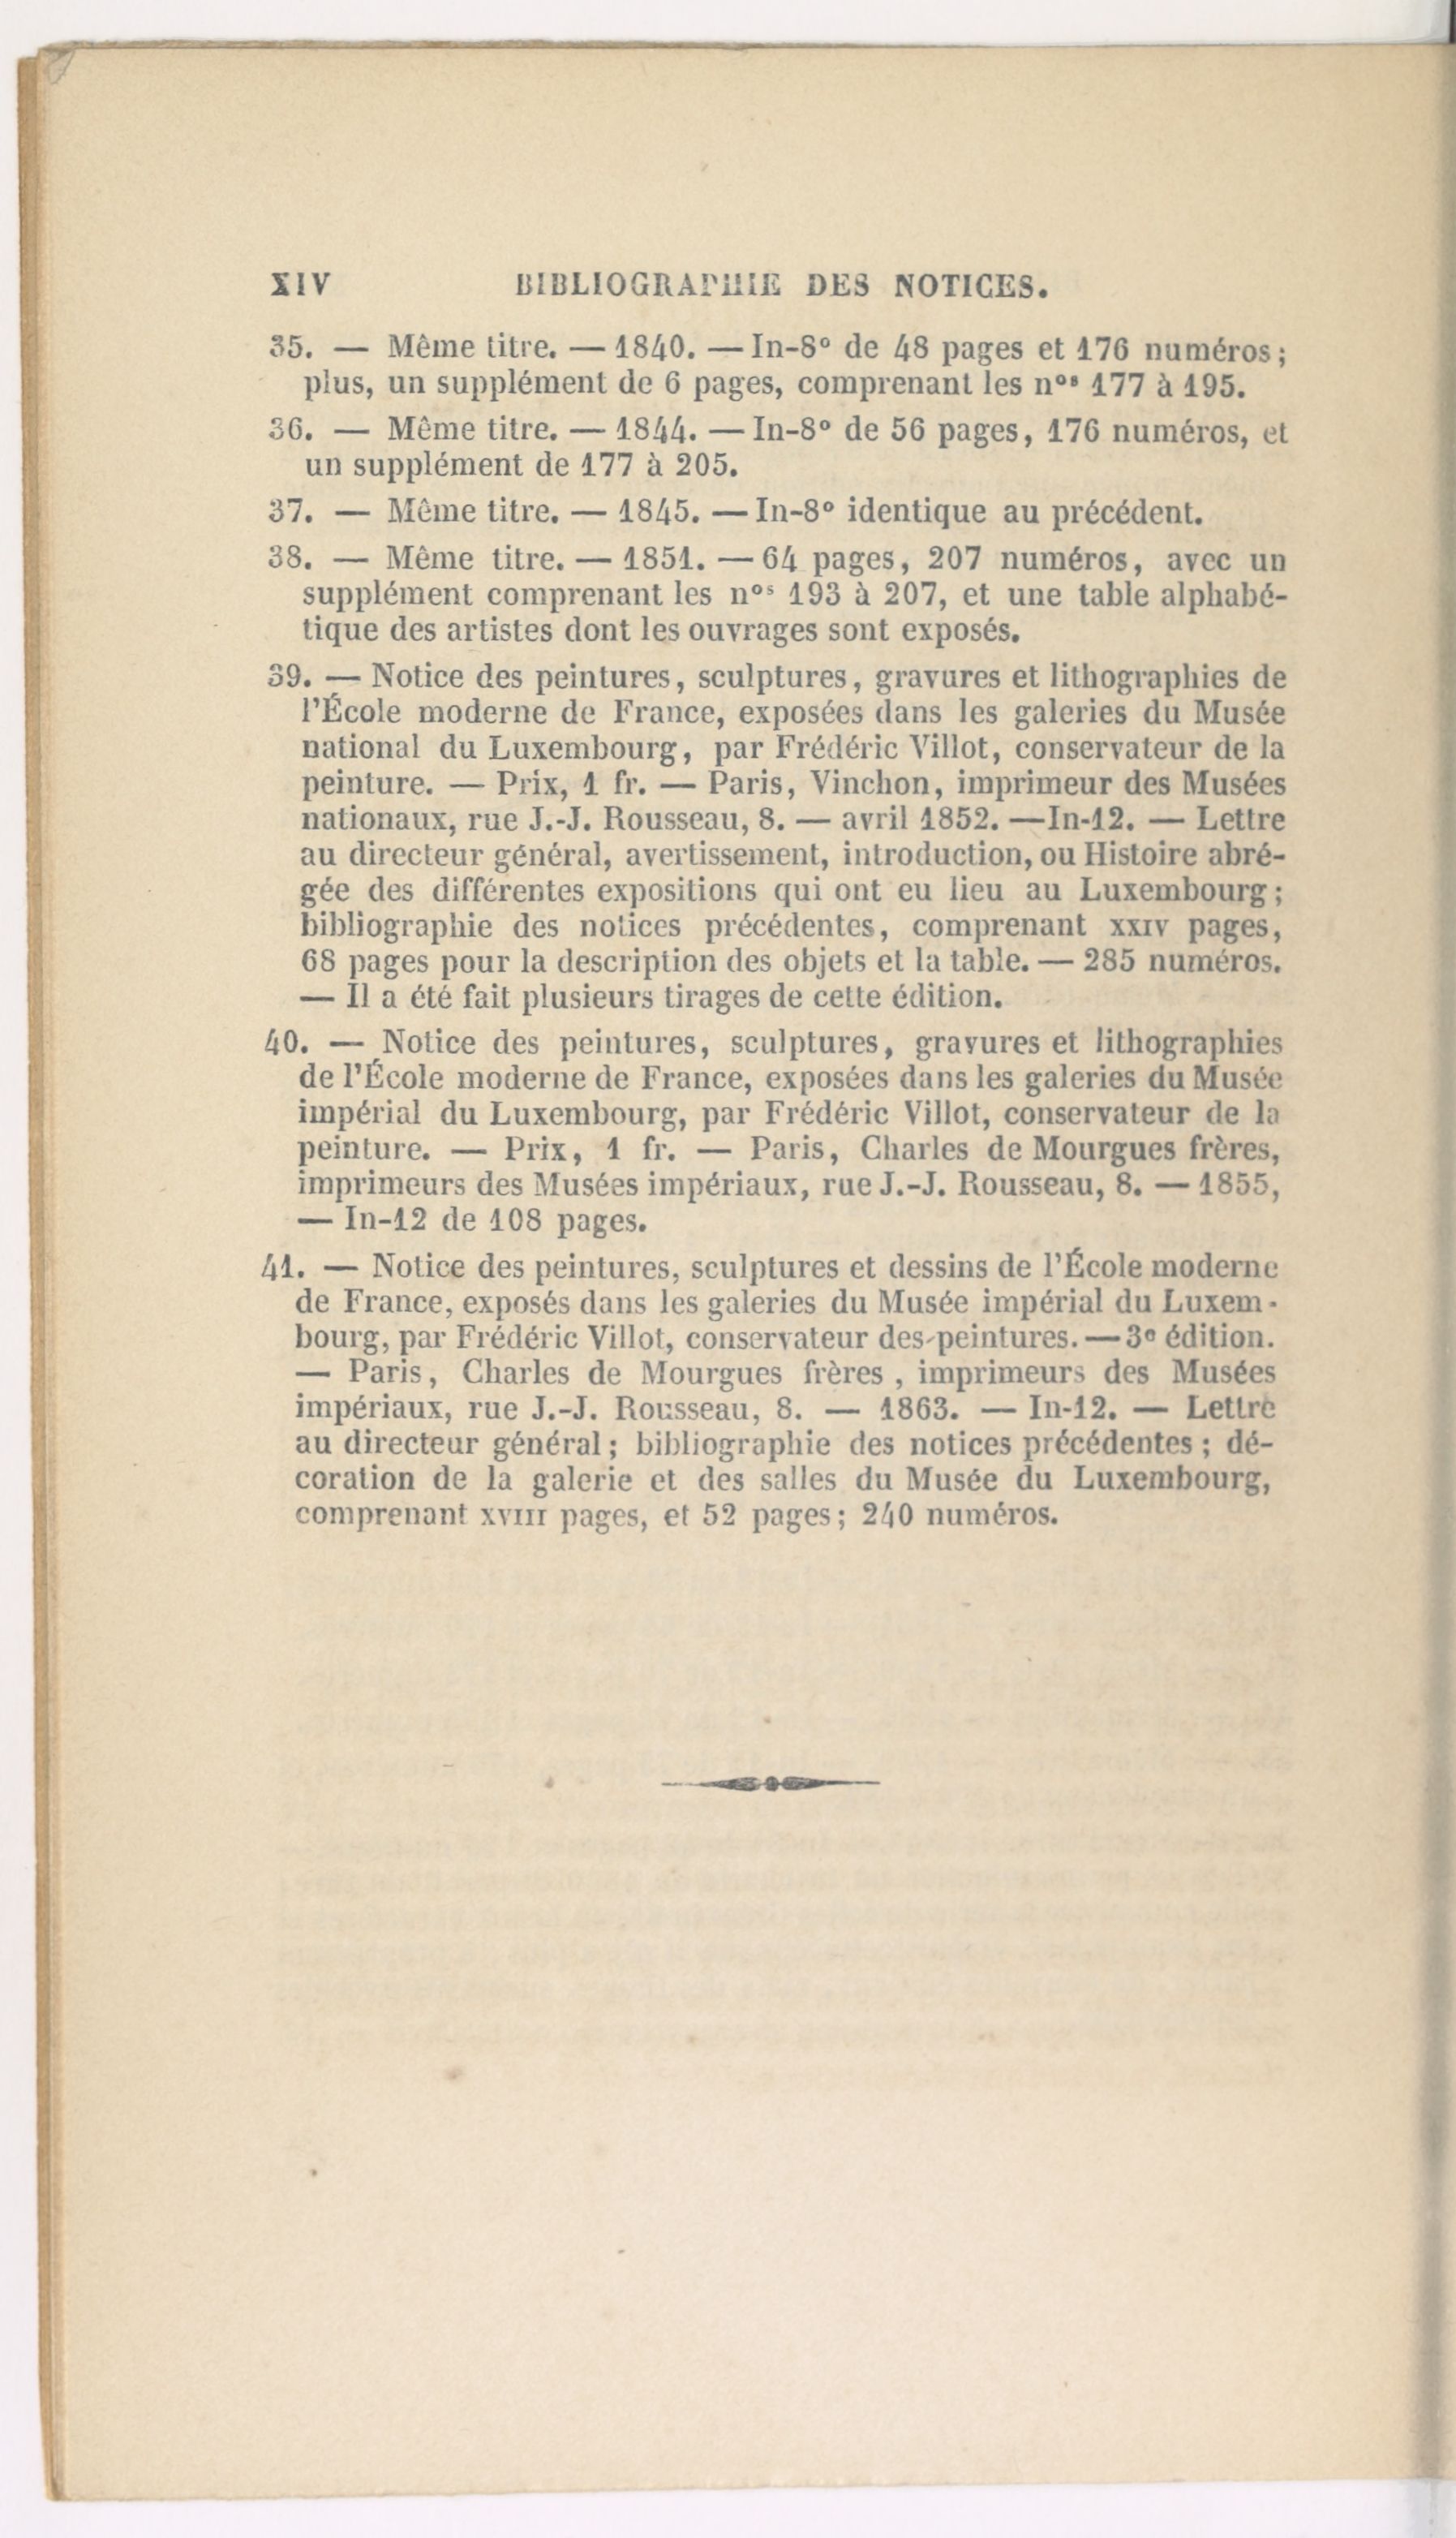 XIV BIBLIOGRAPHIE DES NOTICES.
35. — Même titre. — 1840. — In-8º de 48 pages et 176 numéros;
plus, un supplément de 6 pages, comprenant les nos 177 à 195.
36. — Même titre. — 1844. — In-8º de 56 pages, 176 numéros, et
un supplément de 177 à 205.
37. — Même titre. — 1845. — In-8º identique au précédent.
38. — Même titre. — 1851. — 64 pages, 207 numéros, avec un
supplément comprenant les nos 193 à 207, et une table alphabé-
tique des artistes dont les ouvrages sont exposés.
39. — Notice des peintures, sculptures, gravures et lithographies de
l'École moderne de France, exposées dans les galeries du Musée
national du Luxembourg, par Frédéric Villot, conservateur de la
peinture. — Prix, 1 fr. — Paris, Vinchon, imprimeur des Musées
nationaux, rue J.-J. Rousseau, 8. — avril 1852. — In-12. — Lettre
au directeur général, avertissement, introduction, ou Histoire abré-
gée des différentes expositions qui ont eu lieu au Luxembourg;
bibliographie des notices précédentes, comprenant XXIV pages,
68 pages pour la description des objets et la table. — 285 numéros.
— Il a été fait plusieurs tirages de cette édition.
40. — Notice des peintures, sculptures, gravures et lithographies
de l'École moderne de France, exposées dans les galeries du Musée
impérial du Luxembourg, par Frédéric Villot, conservateur de la
peinture. — Prix, 1 fr. — Paris, Charles de Mourgues frères,
imprimeurs des Musées impériaux, rue J.-J. Rousseau, 8. — 1855,
— In-12 de 108 pages.
41. — Notice des peintures, sculptures et dessins de l'École moderne
de France, exposés dans les galeries du Musée impérial du Luxem-
bourg, par Frédéric Villot, conservateur des peintures. — 3e édition.
— Paris, Charles de Mourgues frères, imprimeurs des Musées
impériaux, rue J.-J. Rousseau, 8. — 1863. — In-12. — Lettre
au directeur général; bibliographie des notices précédentes; dé-
coration de la galerie et des salles du Musée du Luxembourg,
comprenant XVIII pages, et 52 pages; 240 numéros.